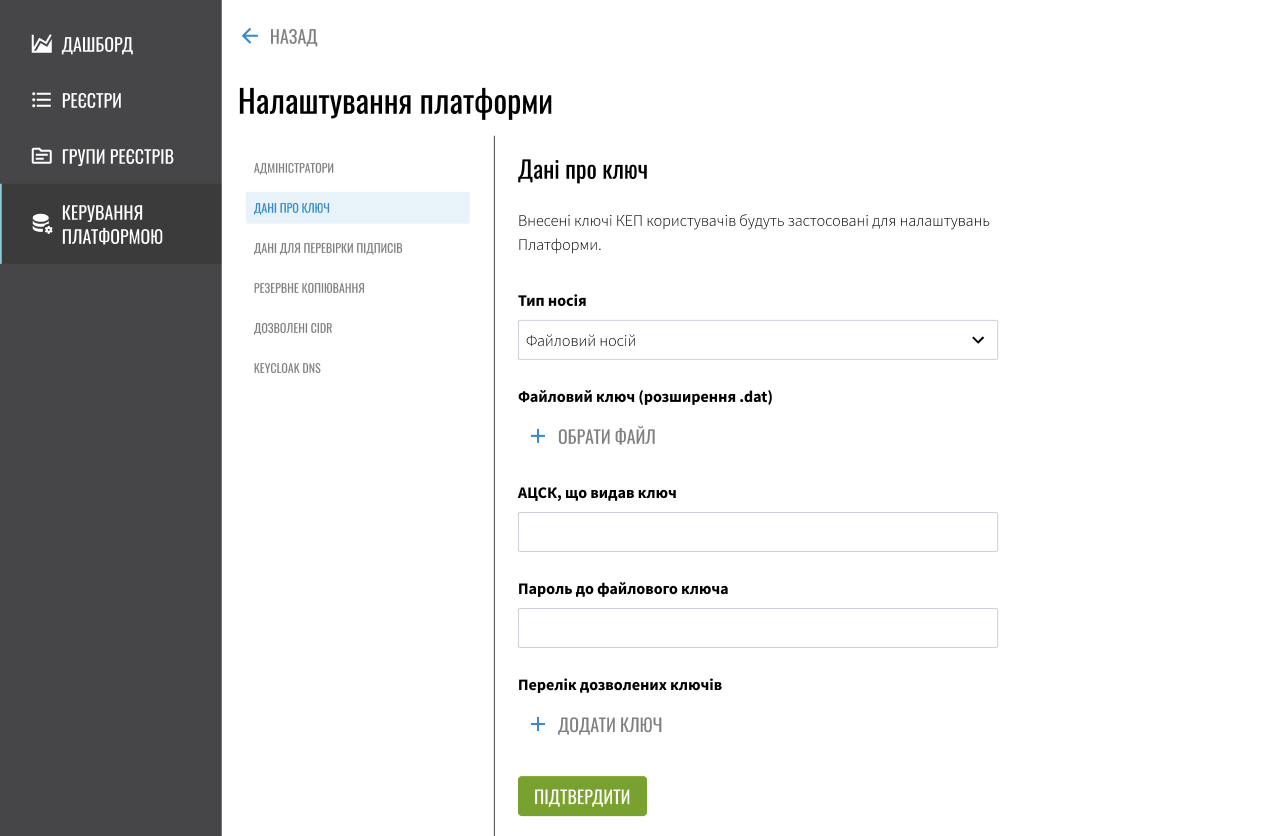 ДАШБОРД
РЕЄСТРИ
ГРУПИ РЕЄСТРІВ
КЕРУВАННЯ
ПЛАТФОРМОЮ
НАЗАД
Налаштування платформи
АДМІНІСТРАТОРИ
ДАНІ ПРО КЛЮЧ
ДАНІ ДЛЯ ПЕРЕВІРКИ ПІДПИСІВ
РЕЗЕРВНЕ КОПІЮВАННЯ
ДОЗВОЛЕНІ CIDR
KEYCLOAK DNS
Дані про ключ
Внесені ключі КЕП користувачів будуть застосовані для налаштувань
Платформи.
Тип носія
Файловий носій
Файловий ключ (розширення .dat)
ОБРАТИ ФАЙЛ
АЦСК, що видав ключ
Пароль до файлового ключа
Перелік дозволених ключів
ДОДАТИ КЛЮЧ
ПІДТВЕРДИТИ